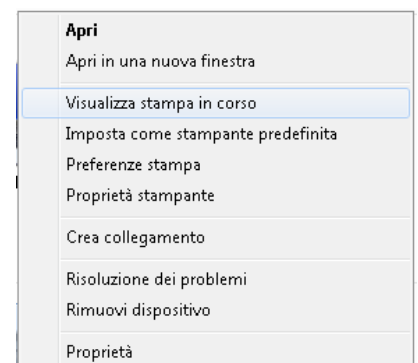 Apri
Apri in una nuova finestra
Visualizza stampa in corso
Imposta come stampante predefinita
Preferenze stampa
Proprietà stampante
Crea collegamento
Risoluzione dei problemi
Rimuovi dispositivo
Proprietà